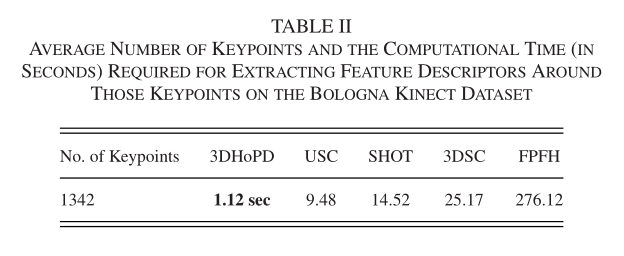 TABLE II
AVERAGE NUMBER OF KEYPOINTS AND THE COMPUTATIONAL TIME (IN
SECONDS) REQUIRED FOR EXTRACTING FEATURE DESCRIPTORS AROUND
THOSE KEYPOINTS ON THE BOLOGNA KINECT DATASET
No. of Keypoints 3DHoPD USC SHOT 3DSC FPFH
1342 1.12 sec 9.48 14.52 25.17 276.12